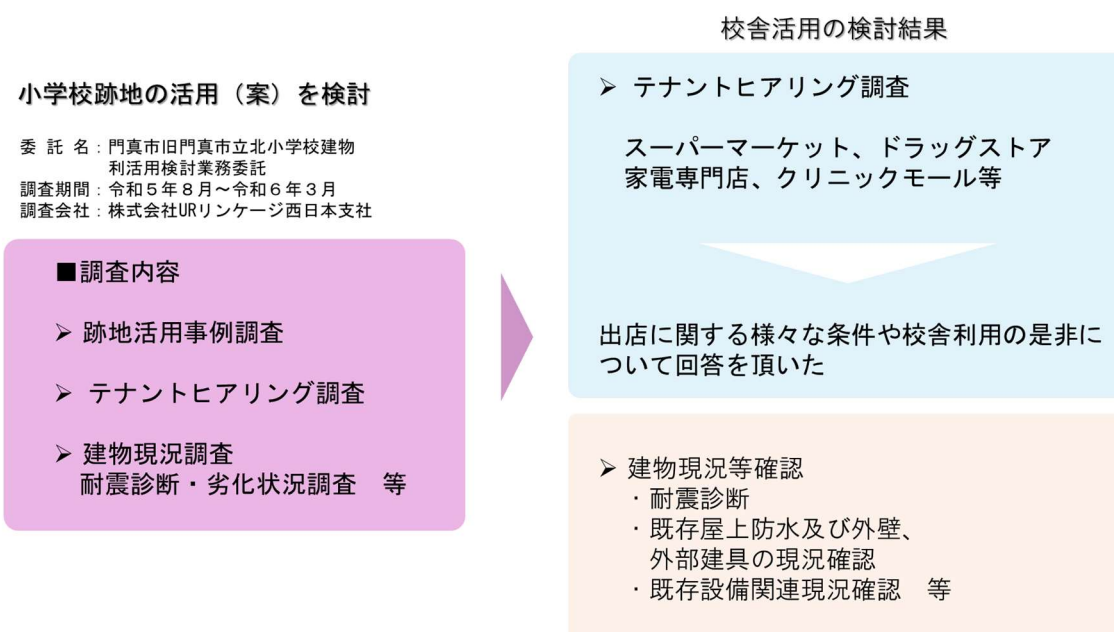 小学校跡地の活用（案）を検討
委託名：門真市旧門真市立北小学校建物
利活用検討業務委託
調査期間：令和５年８月～令和６年３月
調査会社：株式会社URリンケージ西日本支社
■調査内容
➢ 跡地活用事例調査
➢ テナントヒアリング調査
➢ 建物現況調査
耐震診断・劣化状況調査　等
校舎活用の検討結果
➢ テナントヒアリング調査
スーパーマーケット、ドラッグストア
家電専門店、クリニックモール等
出店に関する様々な条件や校舎利用の是非に
ついて回答を頂いた
➢ 建物現況等確認
・耐震診断
・既存屋上防水及び外壁、
外部建具の現況確認
・既存設備関連現況確認　等